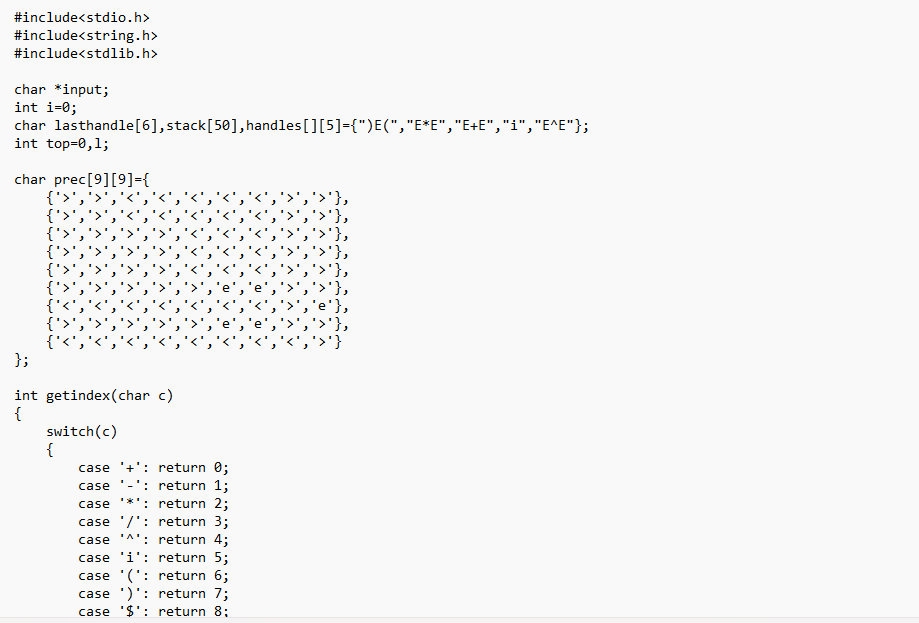 #include<stdio.h>
#include<string.h>
#include<stdlib.h>

char *input;
int i=0;
char lasthandle[6],stack[50],handles[][5]={")E(","E*E","E+E","i","E^E"};
int top=0,l;

char prec[9][9]={
    {'>','>','<','<','<','<','<','>','>'},
    {'>','>','<','<','<','<','<','>','>'},
    {'>','>','>','>','<','<','<','>','>'},
    {'>','>','>','>','<','<','<','>','>'},
    {'>','>','>','>','<','<','<','>','>'},
    {'>','>','>','>','>','e','e','>','>'},
    {'<','<','<','<','<','<','<','>','e'},
    {'>','>','>','>','>','e','e','>','>'},
    {'<','<','<','<','<','<','<','<','>'}
};

int getindex(char c)
{
    switch(c)
    {
        case '+': return 0;
        case '-': return 1;
        case '*': return 2;
        case '/': return 3;
        case '^': return 4;
        case 'i': return 5;
        case '(': return 6;
        case ')': return 7;
        case '$': return 8;